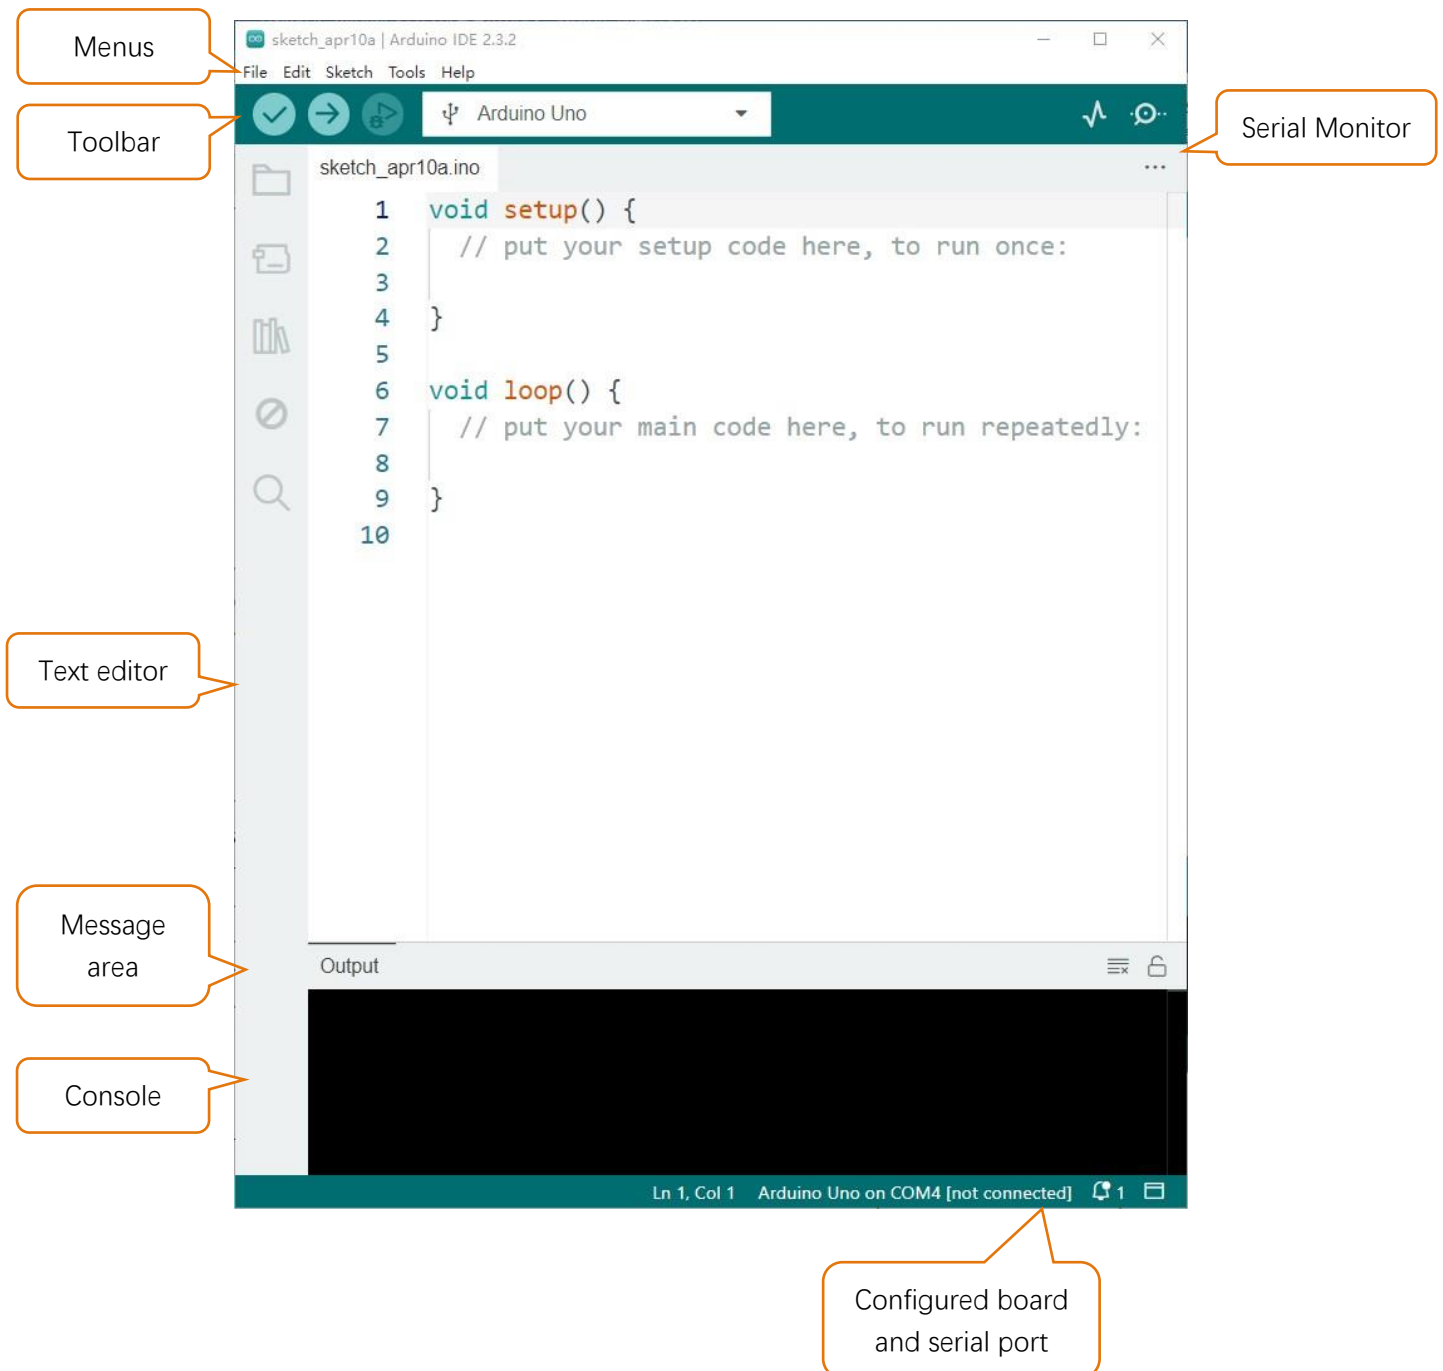 Menus
sketch_apr10a | Arduino IDE 2.3.2
File Edit Sketch Tools Help
Toolbar
Arduino Uno
Serial Monitor
sketch_apr10a.ino
1 void setup() {
2 // put your setup code here, to run once:
3
4 }
5
6 void loop() {
7 // put your main code here, to run repeatedly:
8
9 }
10
Text editor
Message
area
Output
Console
Ln 1, Col 1 Arduino Uno on COM4 [not connected] 1
Configured board
and serial port